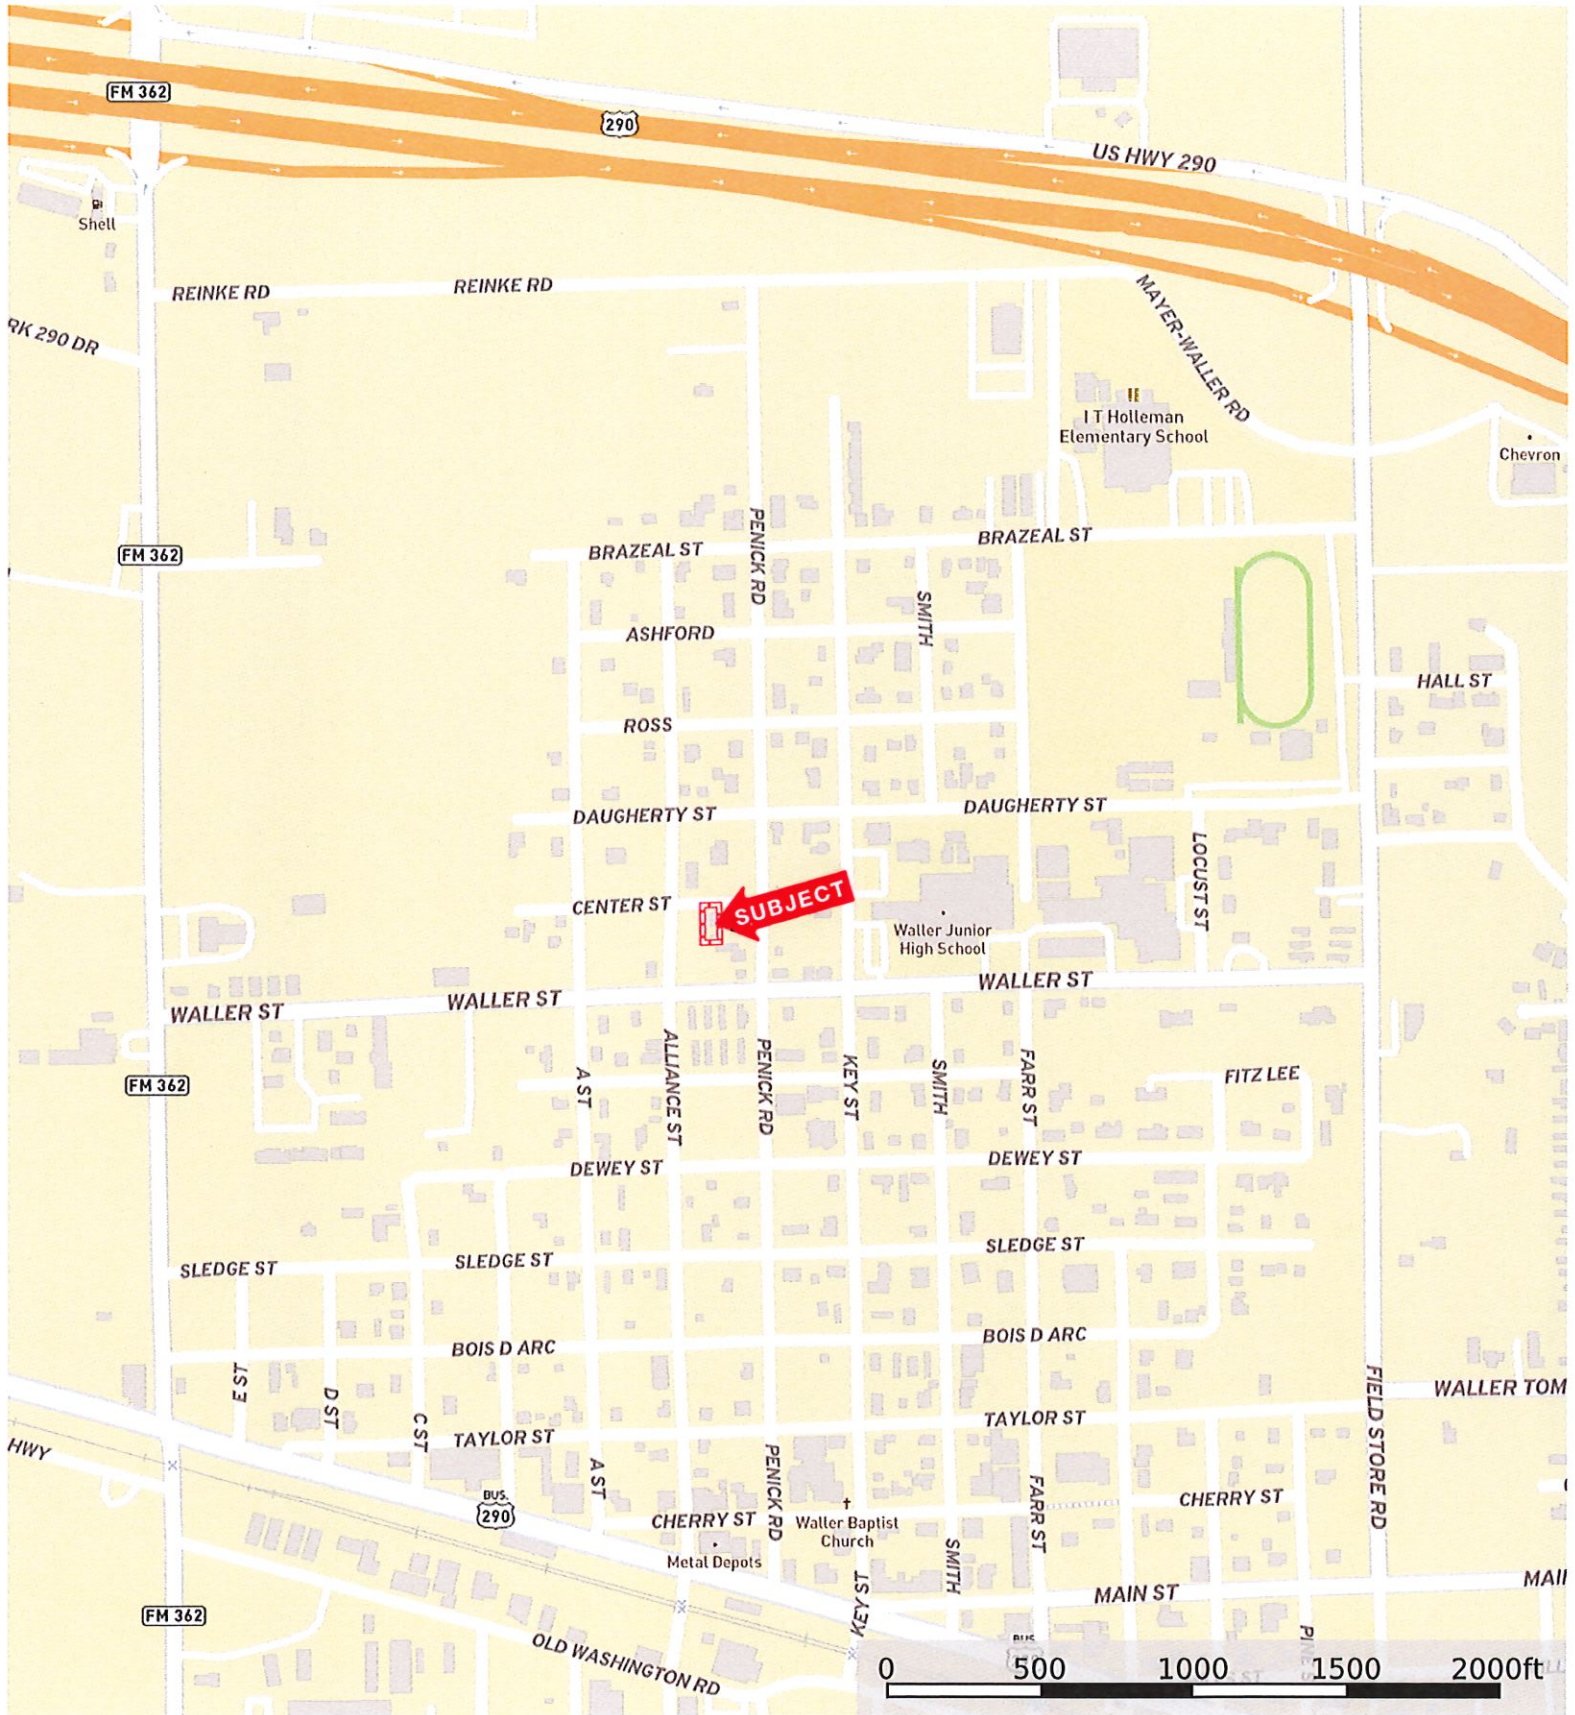 FM 362
290
US HWY 290
Shell
REINKE RD
REINKE RD
MAYER-WALLER RD
RK 290 DR
I T Holleman
Elementary School
Chevron
FM 362
BRAZEAL ST
PENICK RD
BRAZEAL ST
SMITH
ASHFORD
HALL ST
ROSS
DAUGHERTY ST
DAUGHERTY ST
LOCUST ST
CENTER ST
SUBJECT
Waller Junior
High School
WALLER ST
WALLER ST
WALLER ST
ALLIANCE ST
PENICK RD
KEY ST
SMITH
FARR ST
A ST
FM 362
FITZ LEE
DEWEY ST
DEWEY ST
SLEDGE ST
SLEDGE ST
SLEDGE ST
BOIS D ARC
BOIS D ARC
E ST
D ST
C ST
FIELD STORE RD
WALLER TOM
TAYLOR ST
TAYLOR ST
HWY
A ST
PENICK RD
BUS.
290
CHERRY ST
Waller Baptist
Church
FARR ST
CHERRY ST
Metal Depots
SMITH
KEY ST
MAIN ST
MAI
FM 362
OLD WASHINGTON RD
BUS
PINE
ST
0 500 1000 1500 2000ft